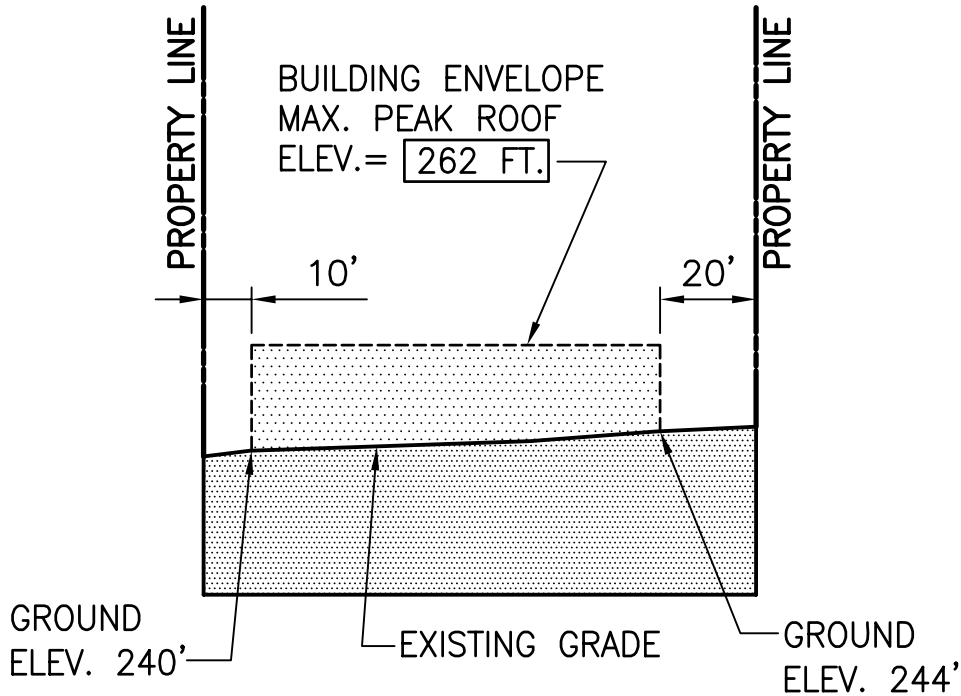 PROPERTY LINE
PROPERTY LINE
BUILDING ENVELOPE
MAX. PEAK ROOF
ELEV.= 262 FT.
10'
20'
GROUND
ELEV. 240'
EXISTING GRADE
GROUND
ELEV. 244'